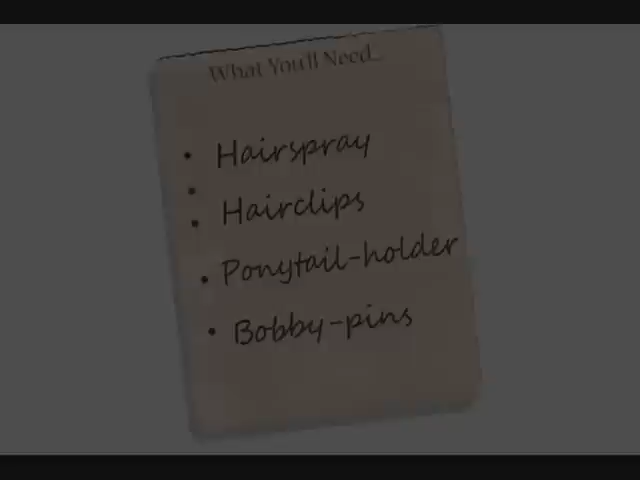 What You'll Need...
• Hairspray
•
• Hairclips
• Ponytail-holder
• Bobby-pins